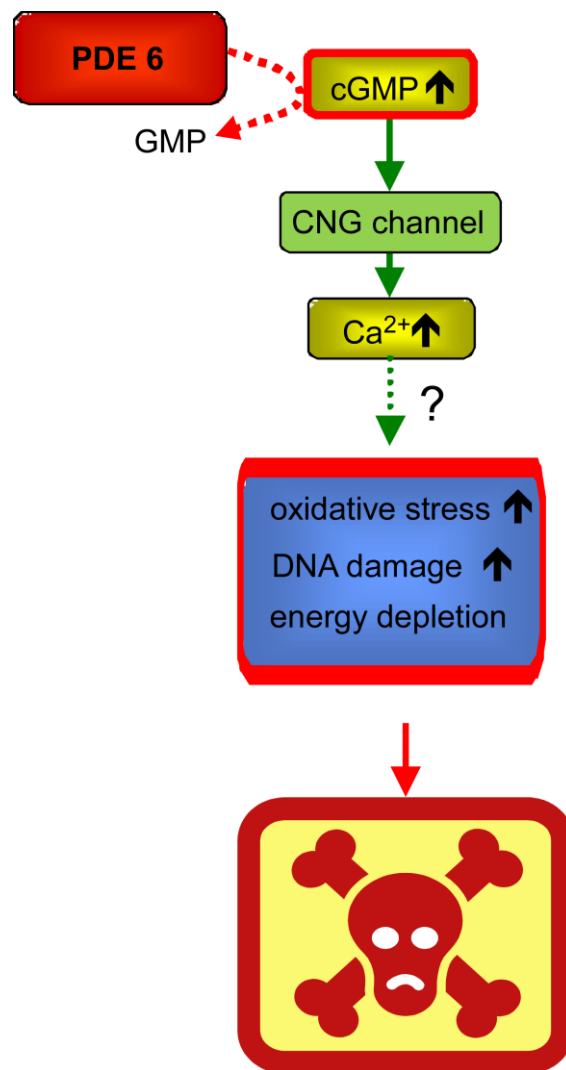 PDE 6
cGMP ↑
GMP
CNG channel
Ca²⁺ ↑
?
oxidative stress ↑
DNA damage ↑
energy depletion